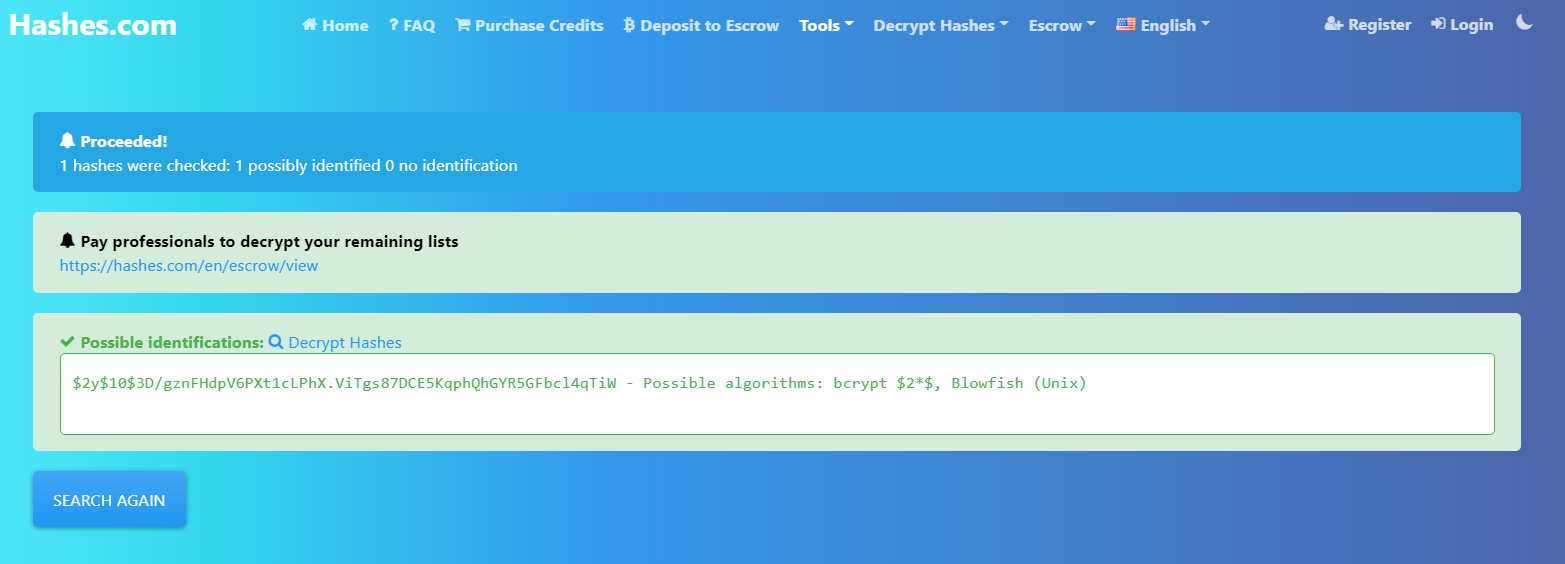 Hashes.com
Home
? FAQ
Purchase Credits
Deposit to Escrow
Tools
Decrypt Hashes
Escrow
English
Register
Login
Proceeded!
1 hashes were checked: 1 possibly identified 0 no identification
Pay professionals to decrypt your remaining lists
https://hashes.com/en/escrow/view
Possible identifications: Decrypt Hashes
$2y$10$3D/gznFHdpV6PXt1cLPhX.ViTgs87DCE5KqphQhGYR5GFbcl4qTiW - Possible algorithms: bcrypt $2*$, Blowfish (Unix)
SEARCH AGAIN